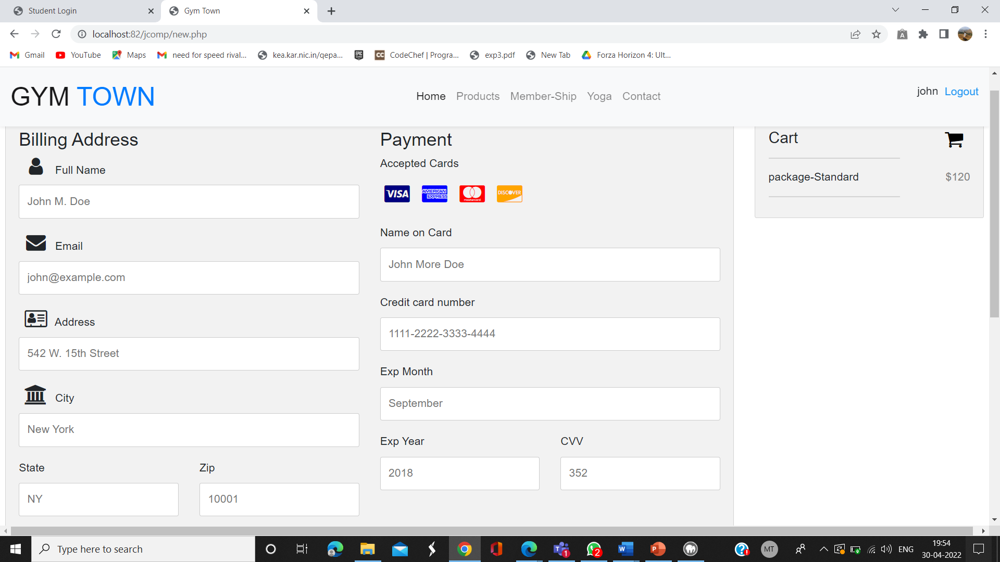 Student Login
Gym Town
localhost:82/jcomp/new.php
Gmail
YouTube
Maps
need for speed rival...
kea.kar.nic.in/qepa...
EPIC GAMES
CC
CodeChef | Progra...
exp3.pdf
New Tab
Forza Horizon 4: Ult...
GYM TOWN
Home
Products
Member-Ship
Yoga
Contact
john
Logout
Billing Address
Full Name
John M. Doe
Email
john@example.com
Address
542 W. 15th Street
City
New York
State
Zip
NY
10001
Payment
Accepted Cards
VISA
AMERICAN EXPRESS
mastercard
DISCOVER
Name on Card
John More Doe
Credit card number
1111-2222-3333-4444
Exp Month
September
Exp Year
CVV
2018
352
Cart
package-Standard
$120
Type here to search
1
2
MT
ENG
19:54
30-04-2022